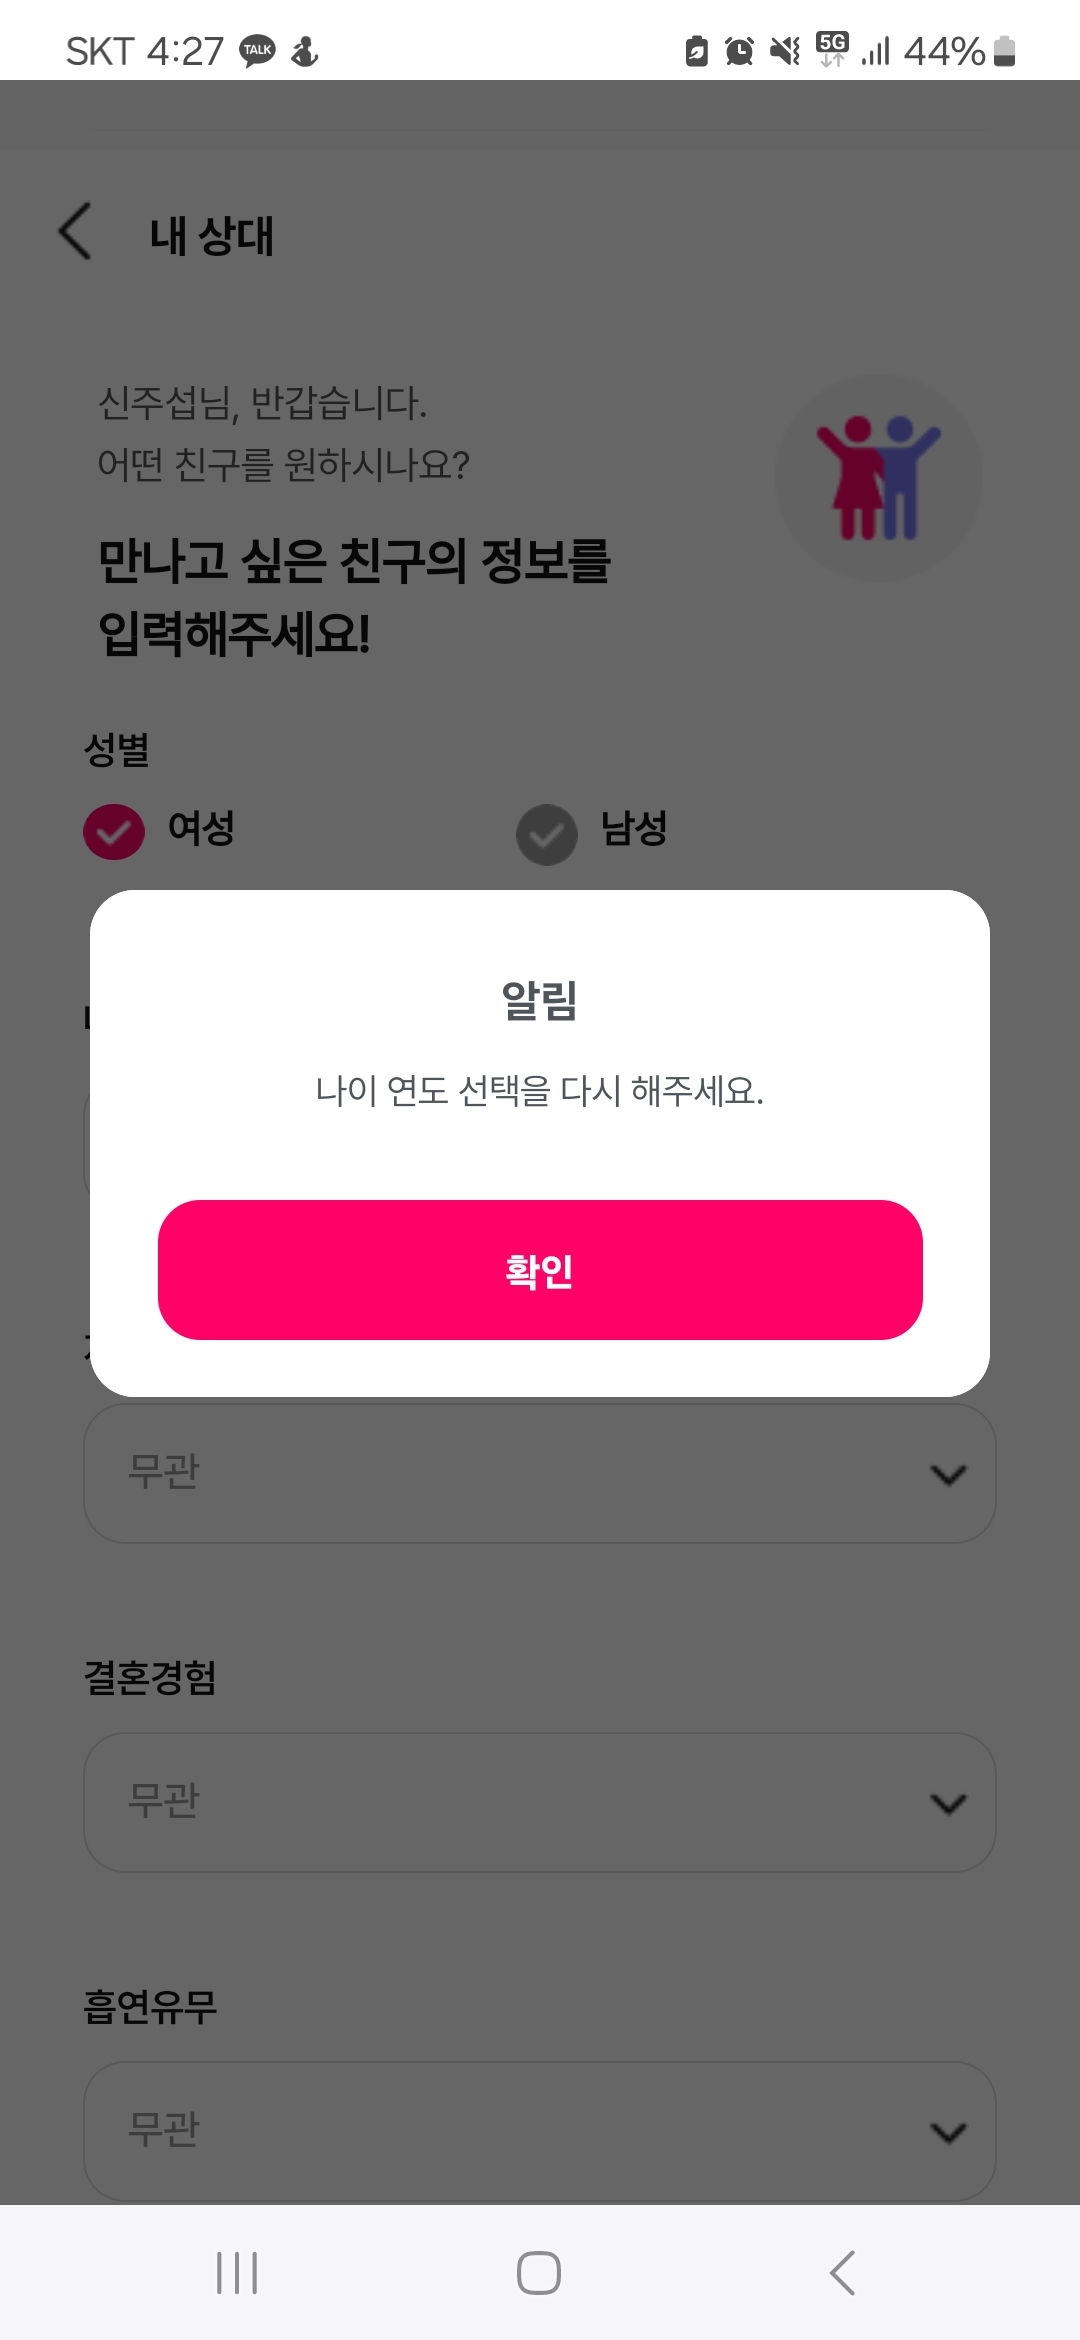 SKT 4:27 TALK 5G 44%
내 상대
신주섭님, 반갑습니다.
어떤 친구를 원하시나요?
만나고 싶은 친구의 정보를
입력해주세요!
성별
여성 남성
알림
나이 연도 선택을 다시 해주세요.
확인
무관
결혼경험
무관
흡연유무
무관